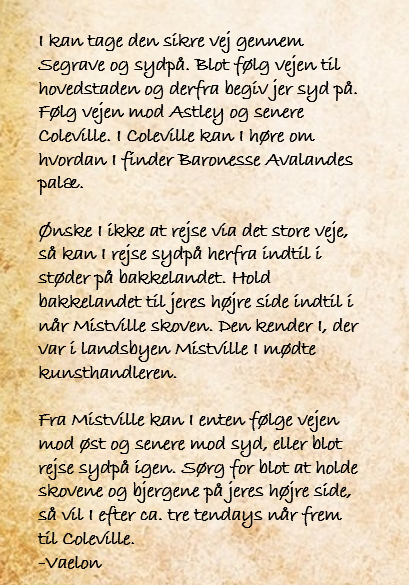 I kan tage den sikre vej gennem
Segrave og sydpå. Blot følg vejen til
hovedstaden og derfra begiv jer syd på.
Følg vejen mod Astley og senere
Coleville. I Coleville kan I høre om
hvordan I finder Baronesse Avalandes
palæ.

Ønske I ikke at rejse via det store veje,
så kan I rejse sydpå herfra indtil i
støder på bakkelandet. Hold
bakkelandet til jeres højre side indtil i
når Mistville skoven. Den kender I, der
var i landsbyen Mistville I mødte
kunsthandleren.

Fra Mistville kan I enten følge vejen
mod øst og senere mod syd, eller blot
rejse sydpå igen. Sørg for blot at holde
skovene og bjergene på jeres højre side,
så vil I efter ca. tre tendays når frem
til Coleville.
-Vaelon